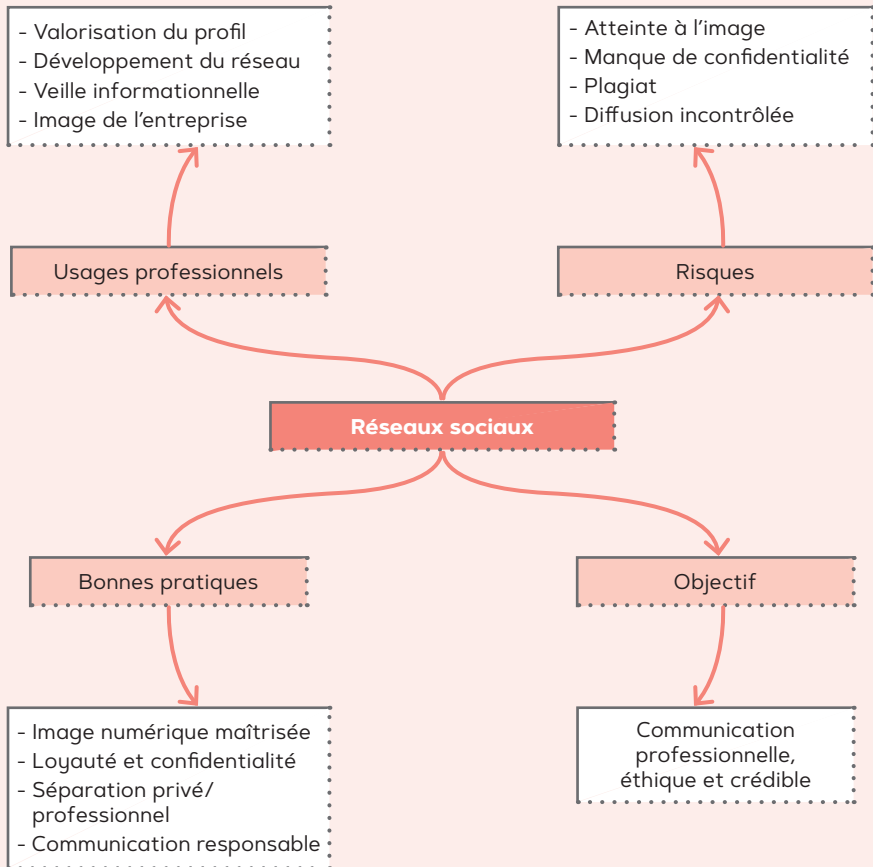 - Valorisation du profil
- Développement du réseau
- Veille informationnelle
- Image de l'entreprise
- Atteinte à l'image
- Manque de confidentialité
- Plagiat
- Diffusion incontrôlée
Usages professionnels
Risques
Réseaux sociaux
Bonnes pratiques
Objectif
- Image numérique maîtrisée
- Loyauté et confidentialité
- Séparation privé/
professionnel
- Communication responsable
Communication
professionnelle,
éthique et crédible